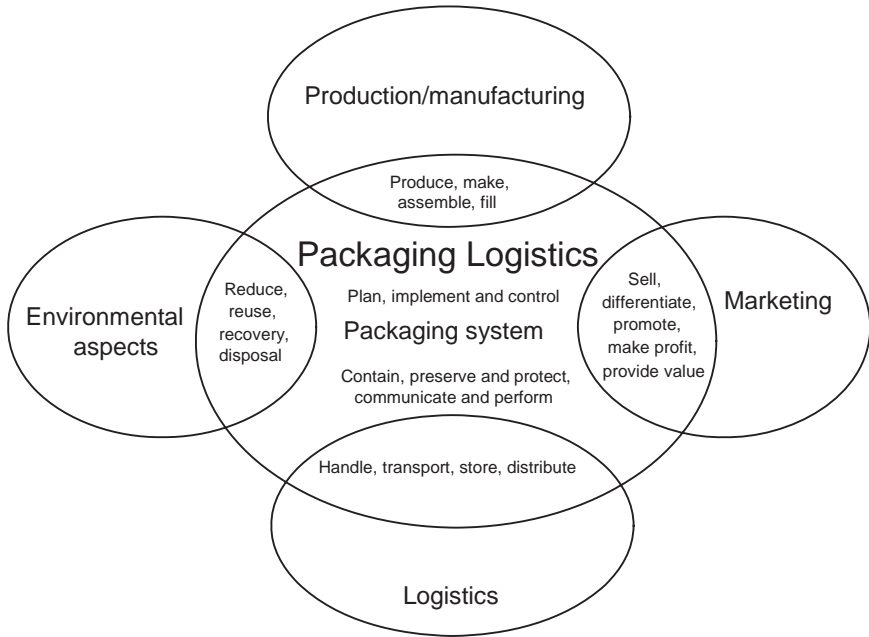 Production/manufacturing
Produce, make,
assemble, fill
Packaging Logistics
Plan, implement and control
Packaging system
Contain, preserve and protect,
communicate and perform
Environmental
aspects
Reduce,
reuse,
recovery,
disposal
Sell,
differentiate,
promote,
make profit,
provide value
Marketing
Handle, transport, store, distribute
Logistics